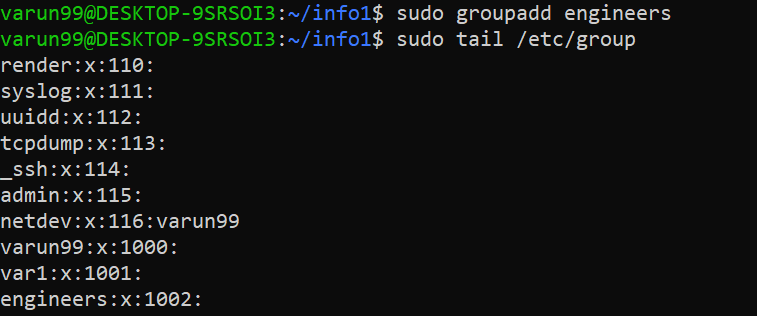 varun99@DESKTOP-9SRSOI3:~/info1$ sudo groupadd engineers
varun99@DESKTOP-9SRSOI3:~/info1$ sudo tail /etc/group
render:x:110:
syslog:x:111:
uuidd:x:112:
tcpdump:x:113:
_ssh:x:114:
admin:x:115:
netdev:x:116:varun99
varun99:x:1000:
var1:x:1001:
engineers:x:1002: